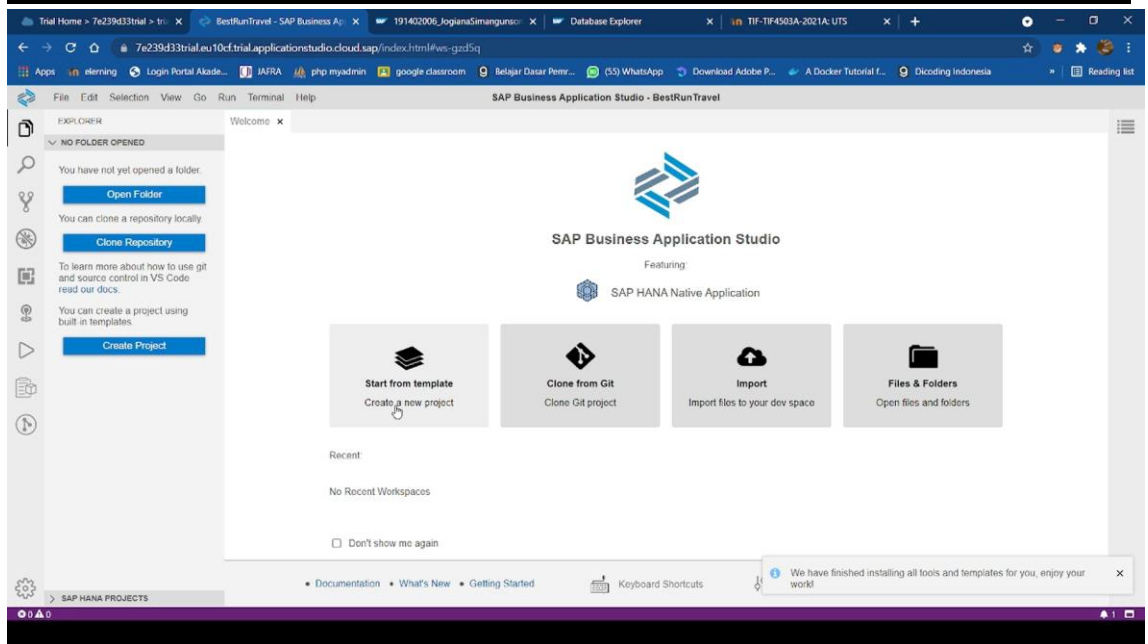 Trial Home > 7e239d33trial > tri
BestRunTravel - SAP Business Ap
191402006_JogianaSimangunson
Database Explorer
TIF-TIF4503A-2021A: UTS
7e239d33trial.eu10cf.trial.applicationstudio.cloud.sap/index.html#ws-gzd5q
Apps
elerning
Login Portal Akade...
JAFRA
php myadmin
google classroom
Belajar Dasar Pemr...
(55) WhatsApp
Download Adobe P...
A Docker Tutorial f...
Dicoding Indonesia
»
Reading list
File Edit Selection View Go Run Terminal Help
SAP Business Application Studio - BestRunTravel
EXPLORER
NO FOLDER OPENED
You have not yet opened a folder.
Open Folder
You can clone a repository locally.
Clone Repository
To learn more about how to use git
and source control in VS Code
read our docs.
You can create a project using
built-in templates.
Create Project
SAP HANA PROJECTS
Welcome
SAP Business Application Studio
Featuring:
SAP HANA Native Application
Start from template
Create a new project
Clone from Git
Clone Git project
Import
Import files to your dev space
Files & Folders
Open files and folders
Recent:
No Recent Workspaces
Don't show me again
• Documentation • What's New • Getting Started
Keyboard Shortcuts
We have finished installing all tools and templates for you, enjoy your
work!
0 0
1